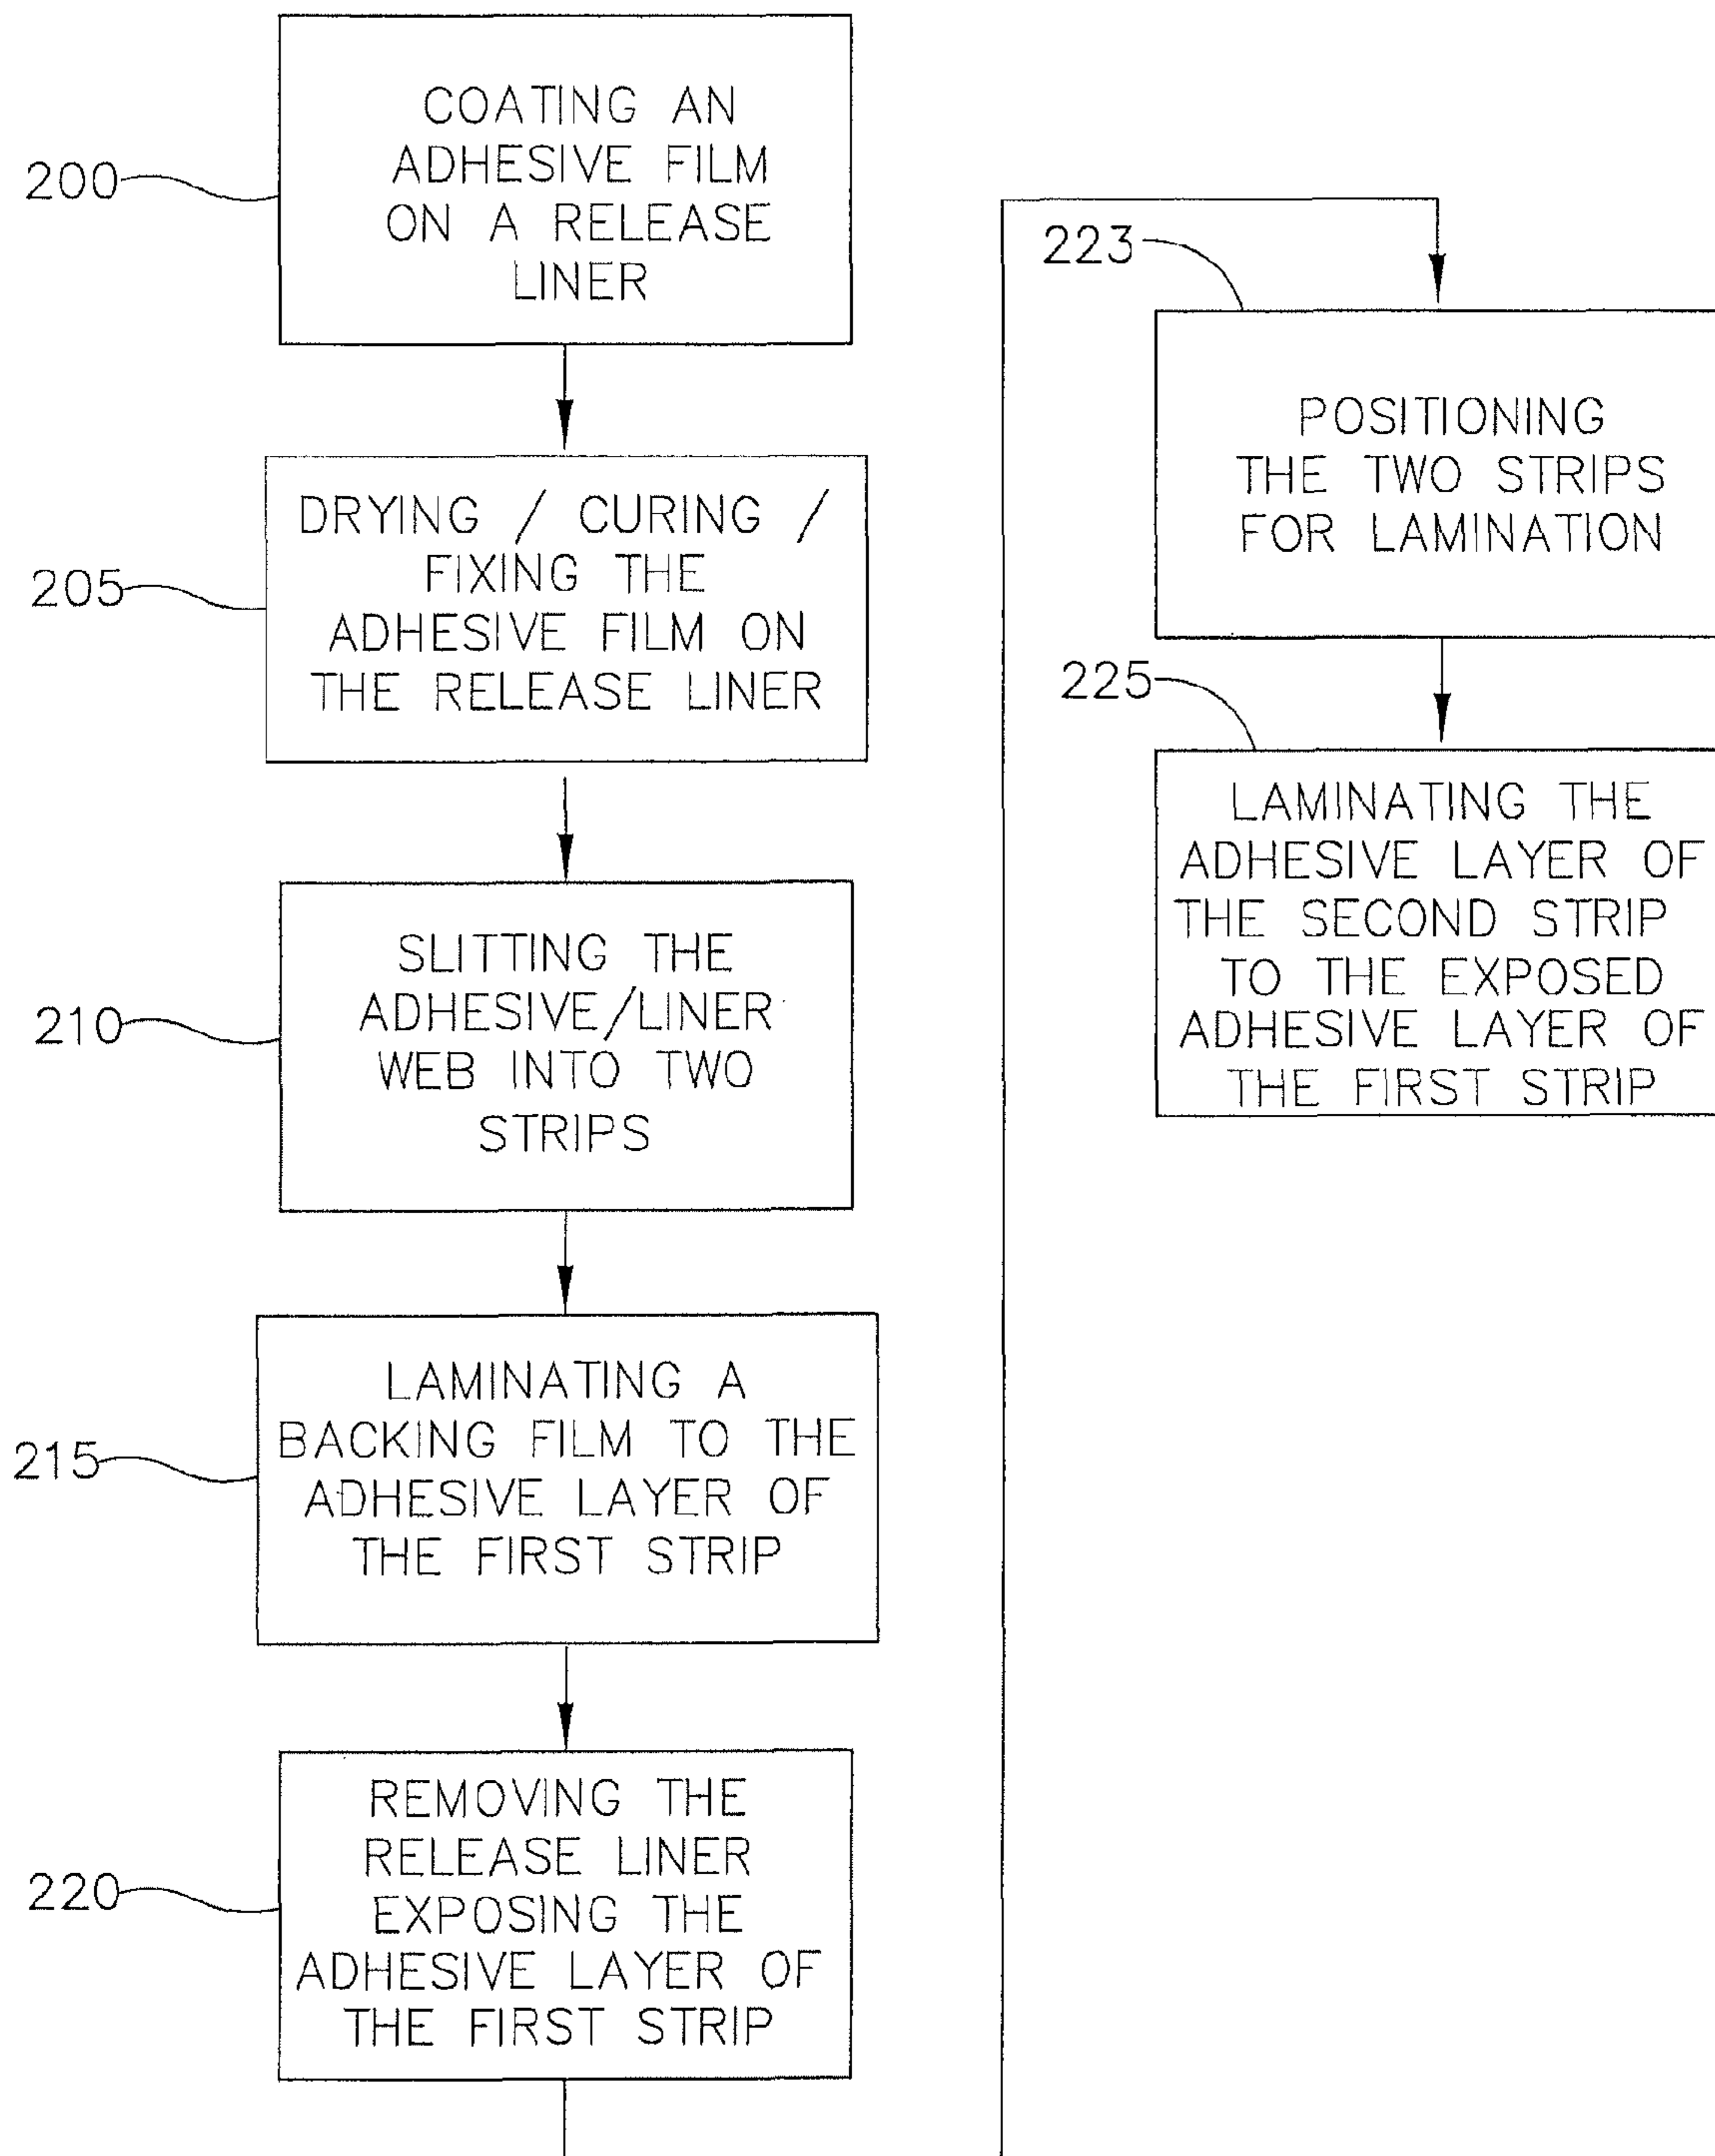 200
COATING AN
ADHESIVE FILM
ON A RELEASE
LINER
205
DRYING / CURING /
FIXING THE
ADHESIVE FILM ON
THE RELEASE LINER
210
SLITTING THE
ADHESIVE/LINER
WEB INTO TWO
STRIPS
215
LAMINATING A
BACKING FILM TO THE
ADHESIVE LAYER OF
THE FIRST STRIP
220
REMOVING THE
RELEASE LINER
EXPOSING THE
ADHESIVE LAYER OF
THE FIRST STRIP
223
POSITIONING
THE TWO STRIPS
FOR LAMINATION
225
LAMINATING THE
ADHESIVE LAYER OF
THE SECOND STRIP
TO THE EXPOSED
ADHESIVE LAYER OF
THE FIRST STRIP